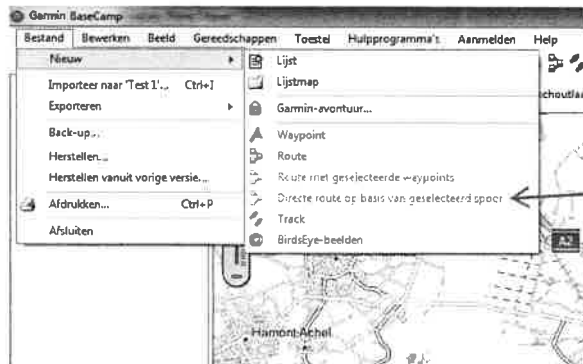 Garmin BaseCamp
Bestand Bewerken Beeld Gereedschappen Toestel Hulpprogramma's Aanmelden Help
Nieuw
Importeer naar 'Test 1'... Ctrl+I
Exporteren
Back-up...
Herstellen...
Herstellen vanuit vorige versie...
Afdrukken... Ctrl+P
Afsluiten
Lijst
Lijstmap
Garmin-avontuur...
Waypoint
Route
Route met geselecteerde waypoints
Directe route op basis van geselecteerd spoor
Track
BirdsEye-beelden
choutlaa
A2
Hamont-Achel